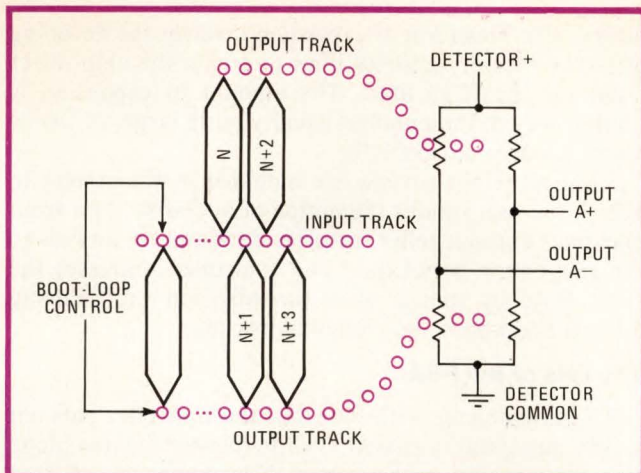 OUTPUT TRACK
DETECTOR +
N
N+2
INPUT TRACK
OUTPUT
A+
OUTPUT
A−
BOOT-LOOP
CONTROL
N+1
N+3
OUTPUT TRACK
DETECTOR
COMMON